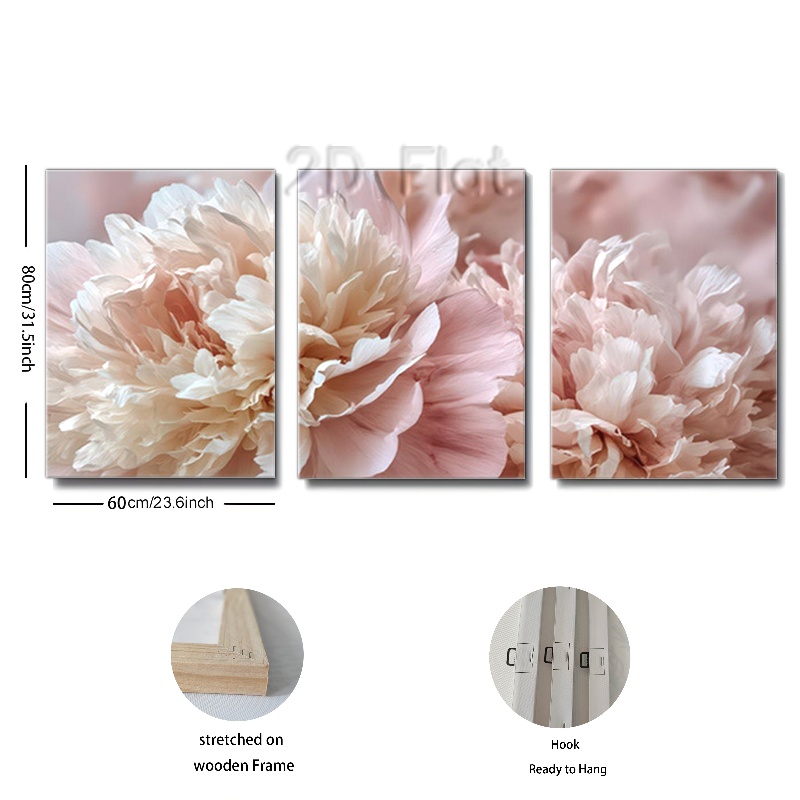 2D Flat
80cm/31.5inch
60cm/23.6inch
stretched on
wooden Frame
Hook
Ready to Hang